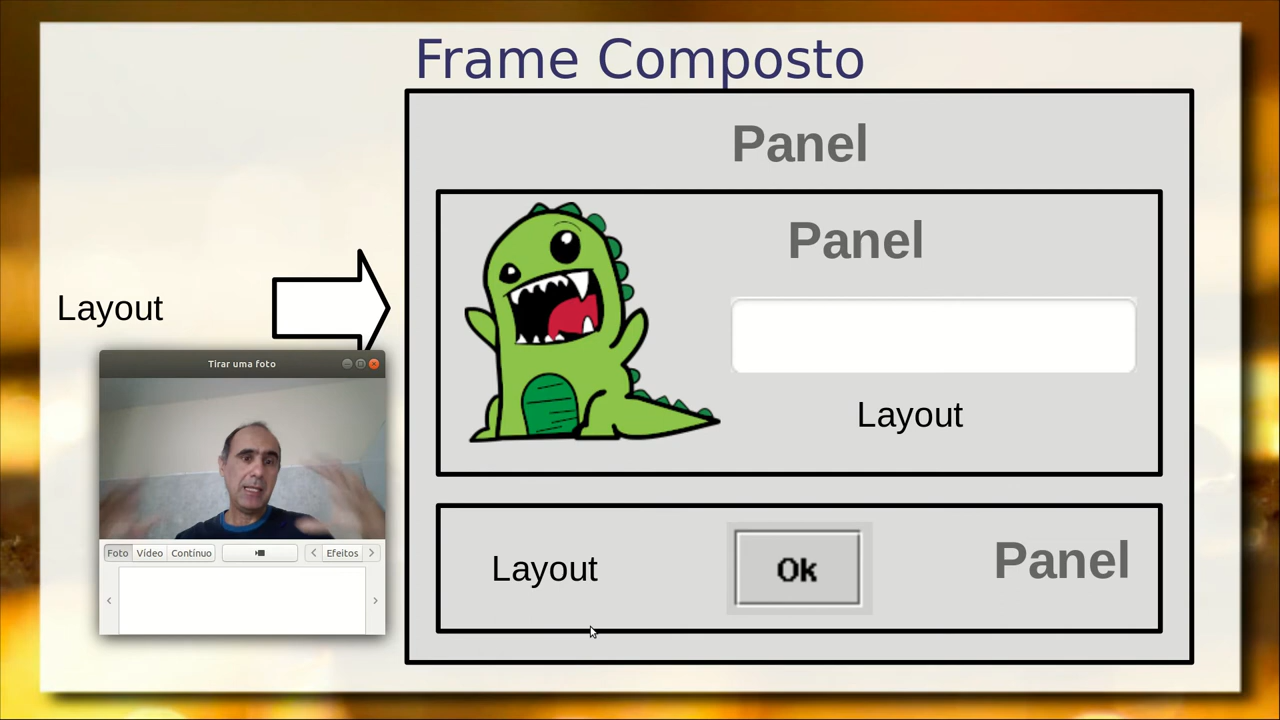 Frame Composto
Panel
Panel
Layout
Layout
Tirar uma foto
Foto Vídeo Contínuo Efeitos
Layout
Ok
Panel